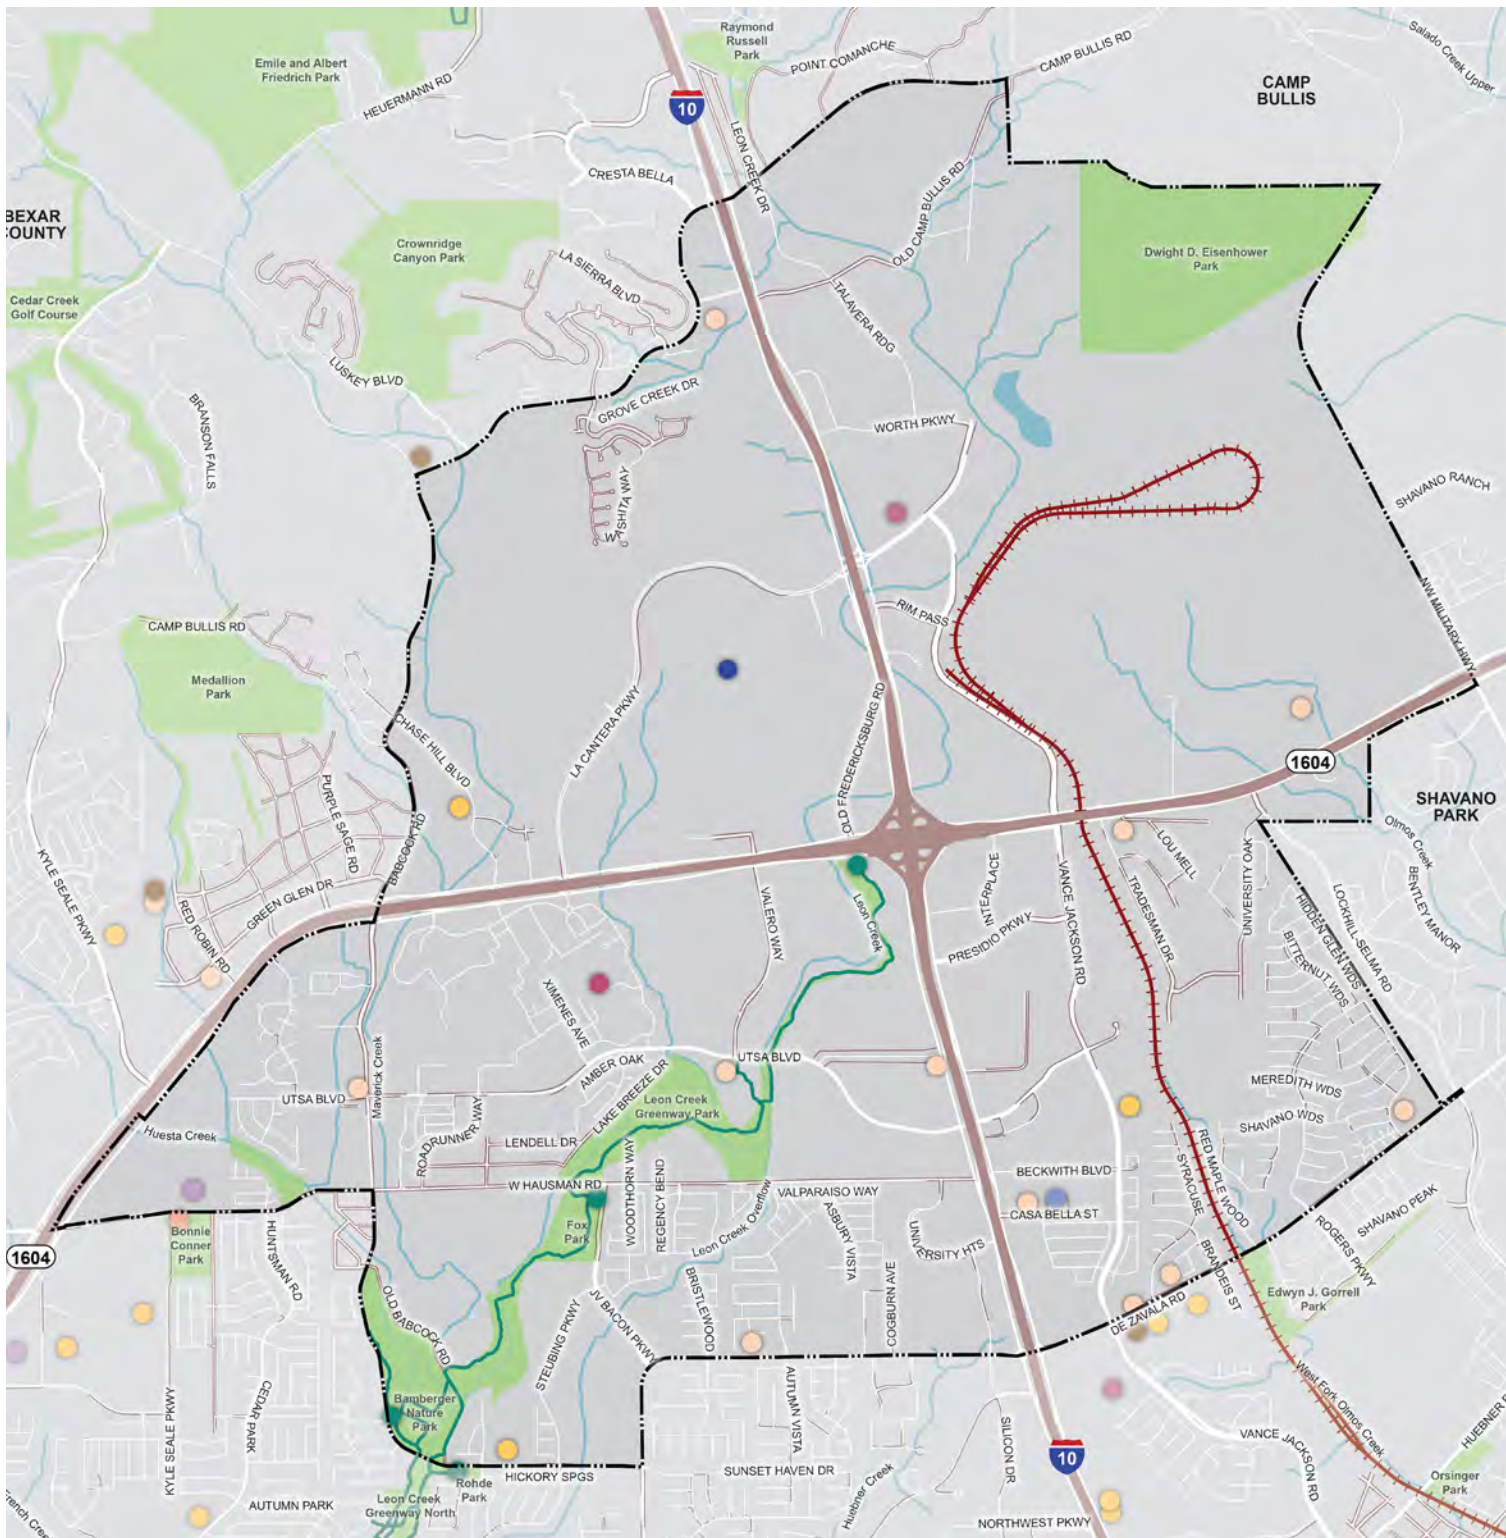 Raymond
Russell
Park
Salado Creek Upper
POINT COMANCHE
CAMP BULLIS RD
Emile and Albert
Friedrich Park
HEUERMANN RD
CAMP
BULLIS
10
LEON CREEK DR
CRESTA BELLA
OLD CAMP BULLIS RD
BEXAR
COUNTY
Crownridge
Canyon Park
LA SIERRA BLVD
Dwight D. Eisenhower
Park
Cedar Creek
Golf Course
TALAVERA RDG
LUSKEY BLVD
GROVE CREEK DR
BRANSON FALLS
WORTH PKWY
WASHITA WAY
SHAVANO RANCH
NW MILITARY HWY
RIM PASS
CAMP BULLIS RD
Medallion
Park
LA CANTERA PKWY
OLD FREDERICKSBURG RD
CHASE HILL BLVD
1604
PURPLE SAGE RD
BABCOCK RD
SHAVANO
PARK
Olmos Creek
LOU MELL
KYLE SEALE PKWY
GREEN GLEN DR
RED ROBIN RD
VALERO WAY
Leon Creek
INTERPLACE
VANCE JACKSON RD
TRADESMAN DR
UNIVERSITY OAK
LOCKHILL-SELMA RD
BENTLEY MANOR
HIDDEN GLEN WDS
BITTERNUT WDS
PRESIDIO PKWY
XIMENES AVE
UTSA BLVD
AMBER OAK
Maverick Creek
UTSA BLVD
LAKE BREEZE DR
Leon Creek
Greenway Park
MEREDITH WDS
SHAVANO WDS
Huesta Creek
ROADRUNNER WAY
LENDELL DR
WOODTHORN WAY
REGENCY BEND
BECKWITH BLVD
SYRACUSE
RED MAPLE WOOD
W HAUSMAN RD
VALPARAISO WAY
CASA BELLA ST
SHAVANO PEAK
ROGERS PKWY
Bonnie
Conner
Park
HUNTSMAN RD
Fox
Park
Leon Creek Overflow
ASBURY VISTA
UNIVERSITY HTS
BRANDEIS ST
1604
OLD BABCOCK RD
STEUBING PKWY
JV BACON PKWY
BRISTLEWOOD
COGBURN AVE
DE ZAVALA RD
Edwyn J. Gorrell
Park
KYLE SEALE PKWY
CEDAR PARK
Bamberger
Nature
Park
AUTUMN VISTA
West Fork Olmos Creek
SILICON DR
VANCE JACKSON RD
10
HICKORY SPGS
SUNSET HAVEN DR
Huebner Creek
Rohde
Park
Orsinger
Park
AUTUMN PARK
Leon Creek
Greenway North
NORTHWEST PKWY